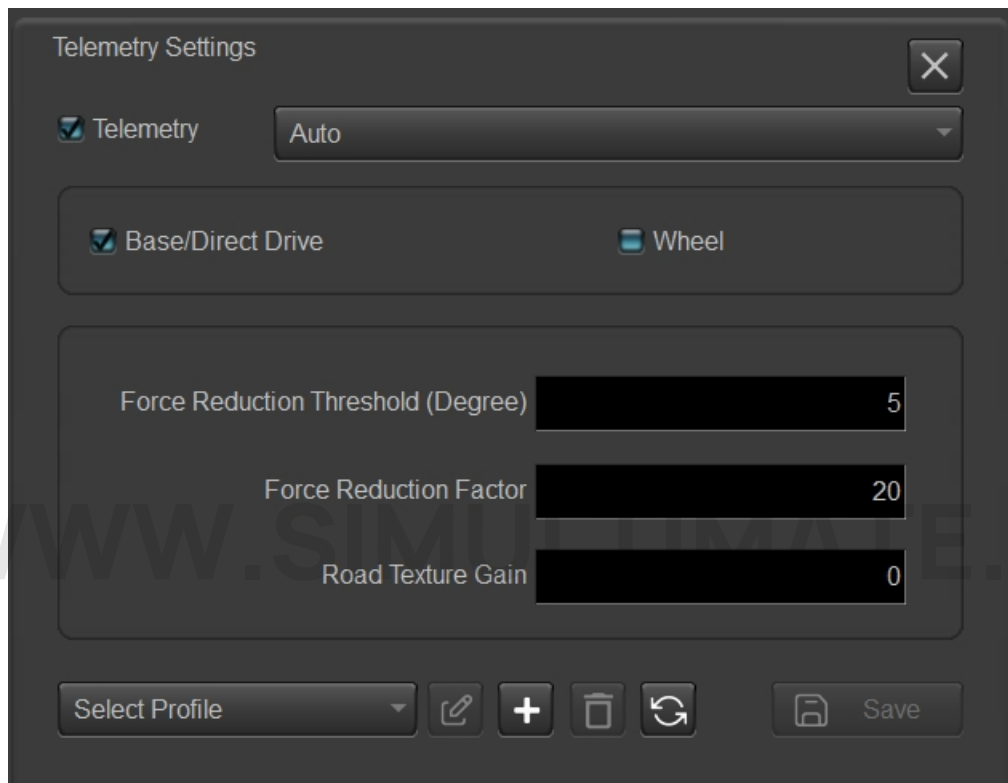 Telemetry Settings
Telemetry
Auto
Base/Direct Drive
Wheel
Force Reduction Threshold (Degree)
5
Force Reduction Factor
20
WWW.SIMULTIMATE.
Road Texture Gain
0
Select Profile
Save